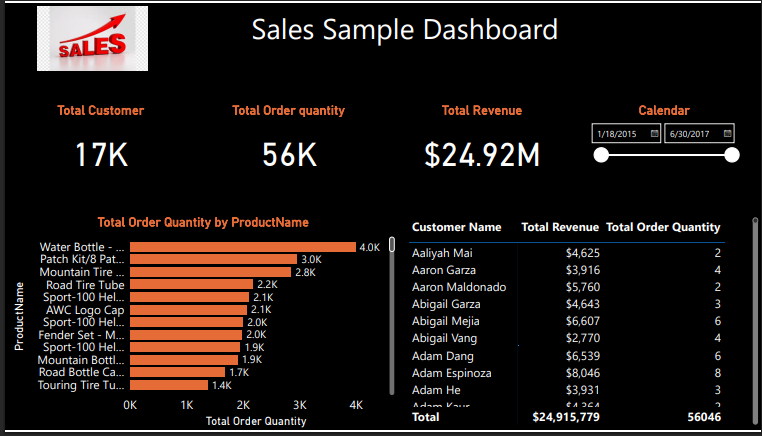 SALES
Sales Sample Dashboard
Total Customer
17K
Total Order quantity
56K
Total Revenue
$24.92M
Calendar
1/18/2015
6/30/2017
Total Order Quantity by ProductName
ProductName
Water Bottle - ... 4.0K
Patch Kit/8 Pat... 3.0K
Mountain Tire ... 2.8K
Road Tire Tube 2.2K
Sport-100 Hel... 2.1K
AWC Logo Cap 2.1K
Sport-100 Hel... 2.0K
Fender Set - M... 2.0K
Sport-100 Hel... 1.9K
Mountain Bottl... 1.9K
Road Bottle Ca... 1.7K
Touring Tire Tu... 1.4K
0K 1K 2K 3K 4K
Total Order Quantity
Customer Name Total Revenue Total Order Quantity
Aaliyah Mai $4,625 2
Aaron Garza $3,916 4
Aaron Maldonado $5,760 2
Abigail Garza $4,643 3
Abigail Mejia $6,607 6
Abigail Vang $2,770 4
Adam Dang $6,539 6
Adam Espinoza $8,046 8
Adam He $3,931 3
Adam Kaur $4,364 2
Total $24,915,779 56046